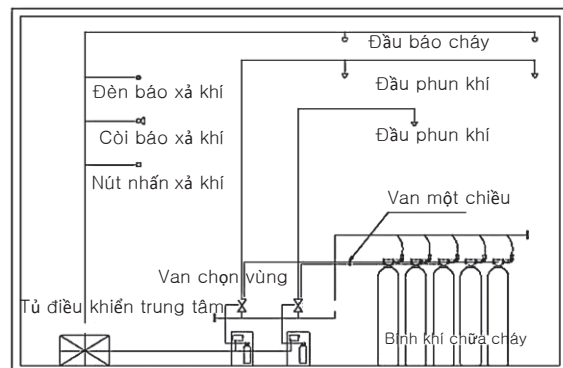 Đầu báo cháy
Đèn báo xả khí
Đầu phun khí
Còi báo xả khí
Đầu phun khí
Nút nhấn xả khí
Van một chiều
Van chọn vùng
Tủ điều khiển trung tâm
Bình khí chữa cháy